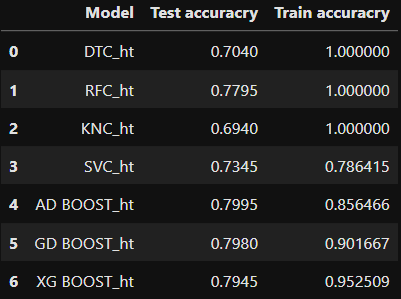 Model Test accuracry Train accuracry
0 DTC_ht 0.7040 1.000000
1 RFC_ht 0.7795 1.000000
2 KNC_ht 0.6940 1.000000
3 SVC_ht 0.7345 0.786415
4 AD BOOST_ht 0.7995 0.856466
5 GD BOOST_ht 0.7980 0.901667
6 XG BOOST_ht 0.7945 0.952509